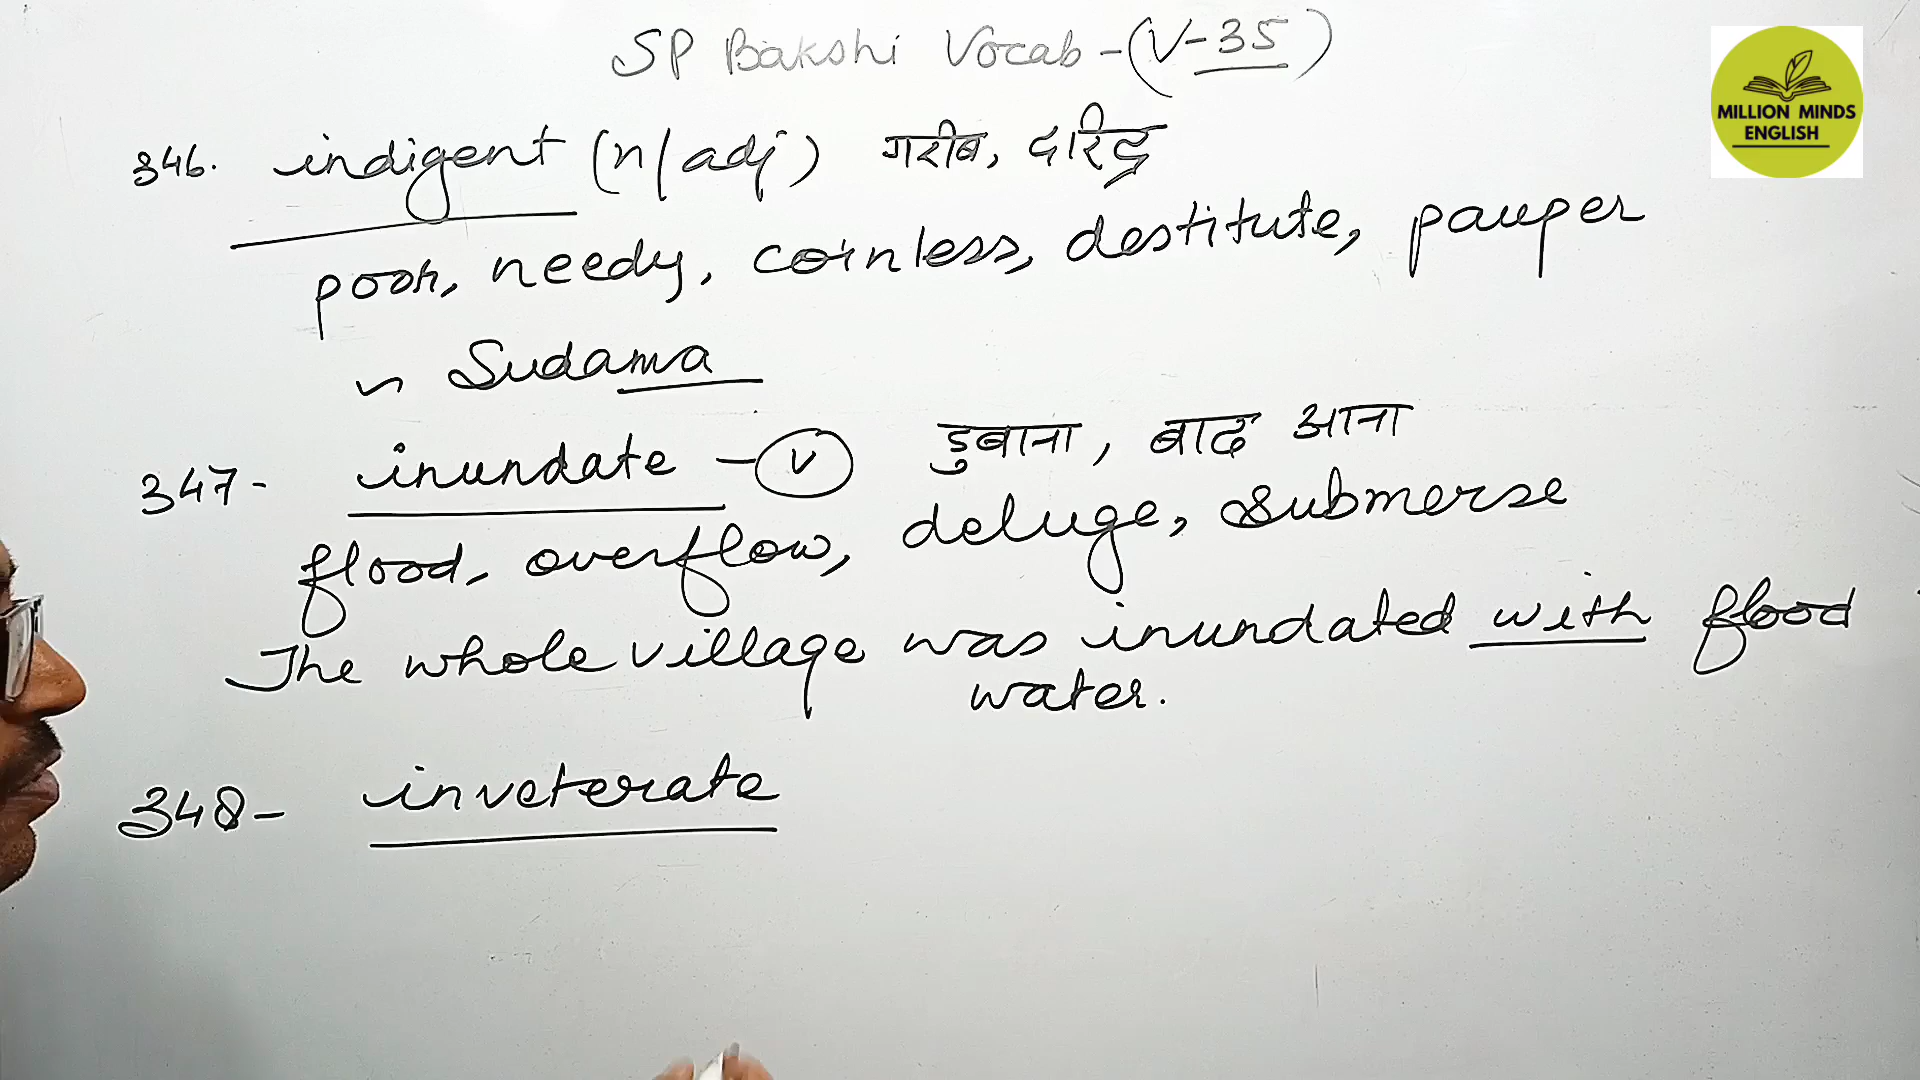 SP Bakshi Vocab - (V-35)
MILLION MINDS
ENGLISH
346. indigent (n/adj) गरीब, दरिद्र
poor, needy, coinless, destitute, pauper
Sudama
347- inundate - v डुबाना, बाढ आना
flood, overflow, deluge, submerse
The whole village was inundated with flood
water.
348- inveterate